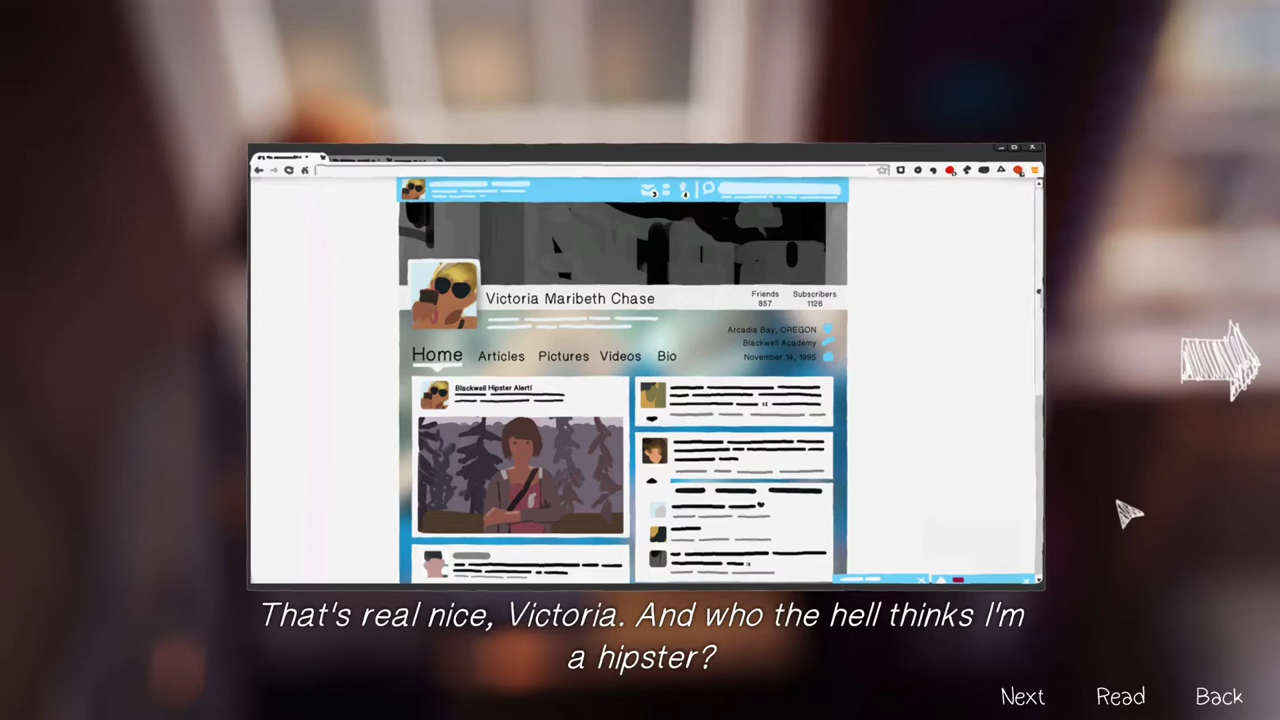 Victoria Maribeth Chase
Friends
857
Subscribers
1126
Arcadia Bay, OREGON
Blackwell Academy
November 14, 1995
Home
Articles
Pictures
Videos
Bio
Blackwell Hipster Alert!
That's real nice, Victoria. And who the hell thinks I'm
a hipster?
Next
Read
Back